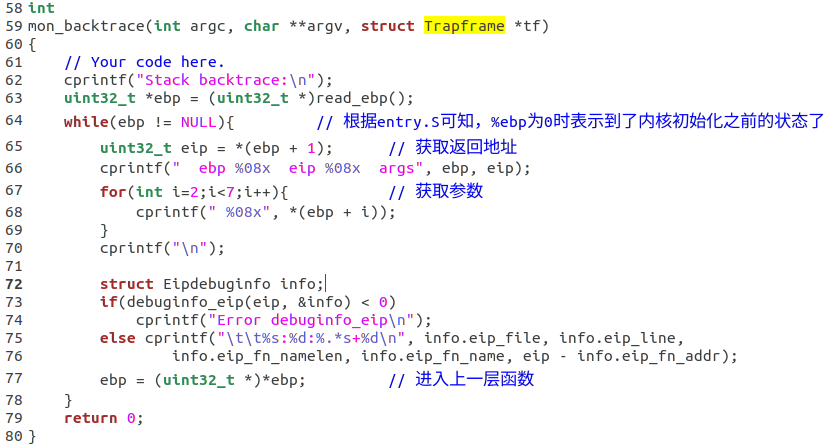 58 int
59 mon_backtrace(int argc, char **argv, struct Trapframe *tf)
60 {
61     // Your code here.
62     cprintf("Stack backtrace:\n");
63     uint32_t *ebp = (uint32_t *)read_ebp();
64     while(ebp != NULL){         // 根据entry.S可知，%ebp为0时表示到了内核初始化之前的状态了
65         uint32_t eip = *(ebp + 1);      // 获取返回地址
66         cprintf("  ebp %08x  eip %08x  args", ebp, eip);
67         for(int i=2;i<7;i++){           // 获取参数
68             cprintf(" %08x", *(ebp + i));
69         }
70         cprintf("\n");
71
72         struct Eipdebuginfo info;
73         if(debuginfo_eip(eip, &info) < 0)
74             cprintf("Error debuginfo_eip\n");
75         else cprintf("\t\t%s:%d:%.*s+%d\n", info.eip_file, info.eip_line,
76                 info.eip_fn_namelen, info.eip_fn_name, eip - info.eip_fn_addr);
77         ebp = (uint32_t *)*ebp;         // 进入上一层函数
78     }
79     return 0;
80 }